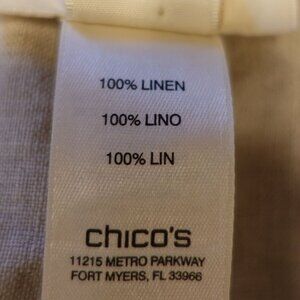 100% LINEN
100% LINO
100% LIN
chico's
11215 METRO PARKWAY
FORT MYERS, FL 33966